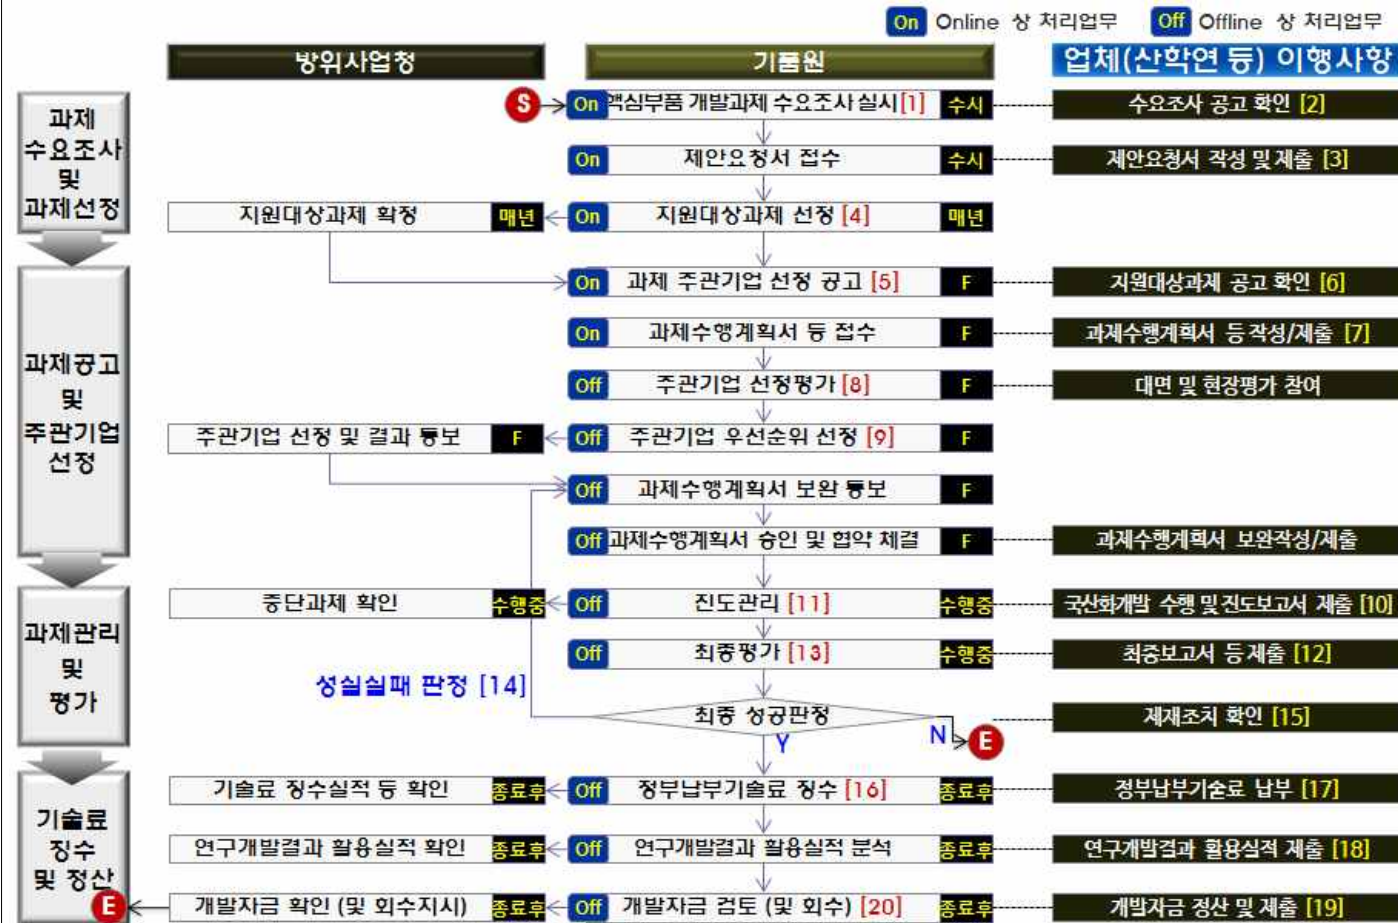 On Online 상 처리업무 Off Offline 상 처리업무
방위사업청 기품원 업체(산학연 등) 이행사항
과제
수요조사
및
과제선정
S On 핵심부품 개발과제 수요조사 실시[1] 수시 수요조사 공고 확인 [2]
On 제안요청서 접수 수시 제안요청서 작성 및 제출 [3]
지원대상과제 확정 매년 On 지원대상과제 선정 [4] 매년
과제공고
및
주관기업
선정
On 과제 주관기업 선정 공고 [5] F 지원대상과제 공고 확인 [6]
On 과제수행계획서 등 접수 F 과제수행계획서 등 작성/제출 [7]
Off 주관기업 선정평가 [8] F 대면 및 현장평가 참여
주관기업 선정 및 결과 통보 F Off 주관기업 우선순위 선정 [9] F
Off 과제수행계획서 보완 통보 F
Off 과제수행계획서 승인 및 협약 체결 F 과제수행계획서 보완작성/제출
과제관리
및
평가
중단과제 확인 수행중 Off 진도관리 [11] 수행중 국산화개발 수행 및 진도보고서 제출 [10]
Off 최종평가 [13] 수행중 최종보고서 등 제출 [12]
성실실패 판정 [14]
최종 성공판정 제재조치 확인 [15]
Y N E
기술료
징수
및 정산
기술료 징수실적 등 확인 종료후 Off 정부납부기술료 징수 [16] 종료후 정부납부기술료 납부 [17]
연구개발결과 활용실적 확인 종료후 Off 연구개발결과 활용실적 분석 종료후 연구개발결과 활용실적 제출 [18]
E 개발자금 확인 (및 회수지시) 종료후 Off 개발자금 검토 (및 회수) [20] 종료후 개발자금 정산 및 제출 [19]